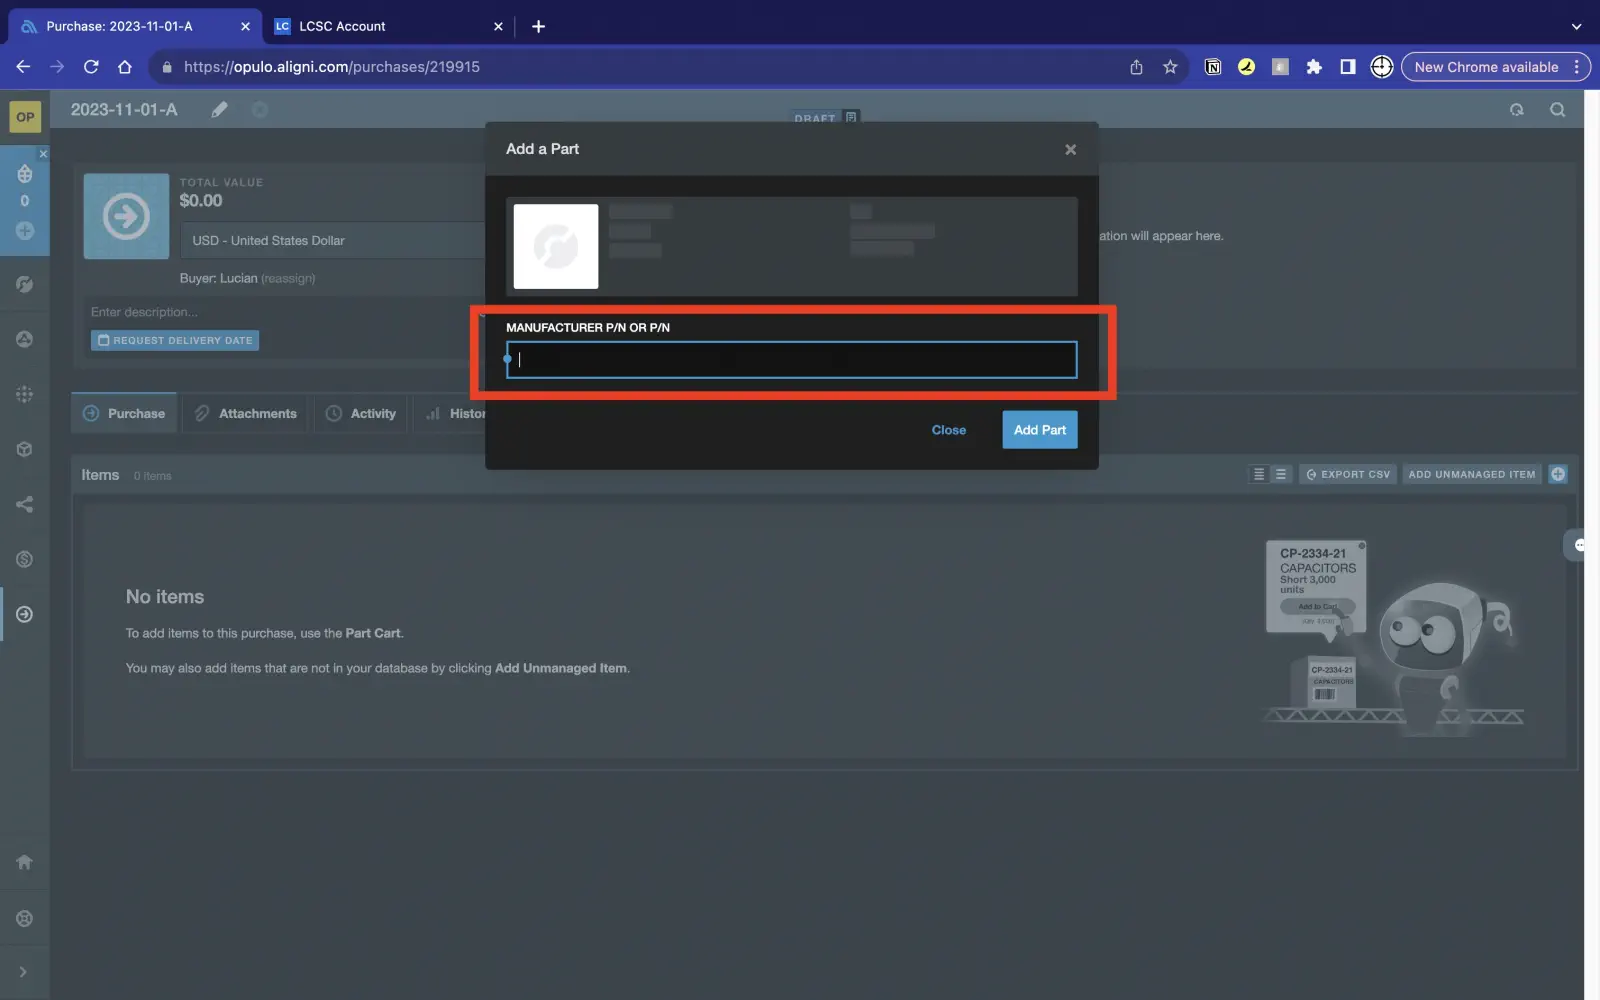 Purchase: 2023-11-01-A
LC
LCSC Account
https://opulo.aligni.com/purchases/219915
New Chrome available
OP
2023-11-01-A
DRAFT
Add a Part
0
TOTAL VALUE
$0.00
USD - United States Dollar
Buyer: Lucian (reassign)
Enter description...
REQUEST DELIVERY DATE
ation will appear here.
MANUFACTURER P/N OR P/N
Close
Add Part
Purchase
Attachments
Activity
Histor
Items
0 items
EXPORT CSV
ADD UNMANAGED ITEM
No items
To add items to this purchase, use the Part Cart.
You may also add items that are not in your database by clicking Add Unmanaged Item.
CP-2334-21
CAPACITORS
Short 3,000
units
Add to Cart
CP-2334-21
CAPACITORS